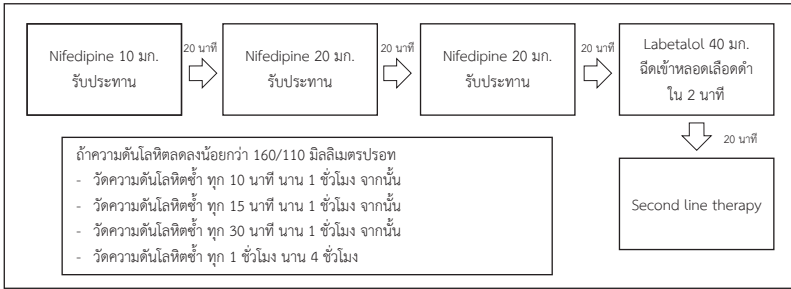 Nifedipine 10 มก.
รับประทาน
20 นาที
Nifedipine 20 มก.
รับประทาน
20 นาที
Nifedipine 20 มก.
รับประทาน
20 นาที
Labetalol 40 มก.
ฉีดเข้าหลอดเลือดดำ
ใน 2 นาที
20 นาที
Second line therapy
ถ้าความดันโลหิตลดลงน้อยกว่า 160/110 มิลลิเมตรปรอท
- วัดความดันโลหิตซ้ำ ทุก 10 นาที นาน 1 ชั่วโมง จากนั้น
- วัดความดันโลหิตซ้ำ ทุก 15 นาที นาน 1 ชั่วโมง จากนั้น
- วัดความดันโลหิตซ้ำ ทุก 30 นาที นาน 1 ชั่วโมง จากนั้น
- วัดความดันโลหิตซ้ำ ทุก 1 ชั่วโมง นาน 4 ชั่วโมง